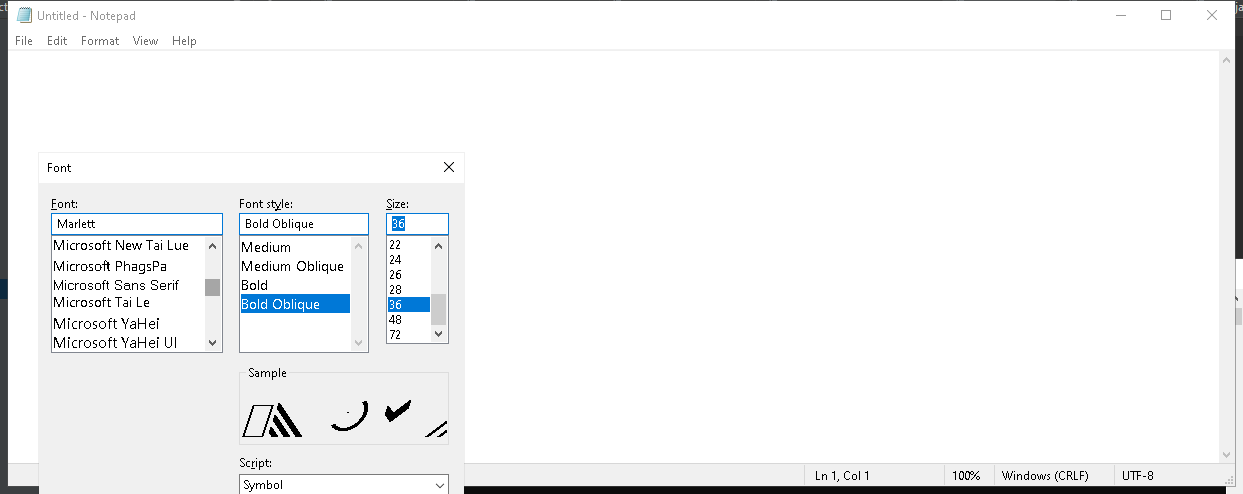 Untitled - Notepad
File Edit Format View Help
Font
Font: Font style: Size:
Marlett Bold Oblique 36
Microsoft New Tai Lue
Microsoft PhagsPa
Microsoft Sans Serif
Microsoft Tai Le
Microsoft YaHei
Microsoft YaHei UI
Medium
Medium Oblique
Bold
Bold Oblique
22
24
26
28
36
48
72
Sample
Script:
Symbol
Ln 1, Col 1 100% Windows (CRLF) UTF-8